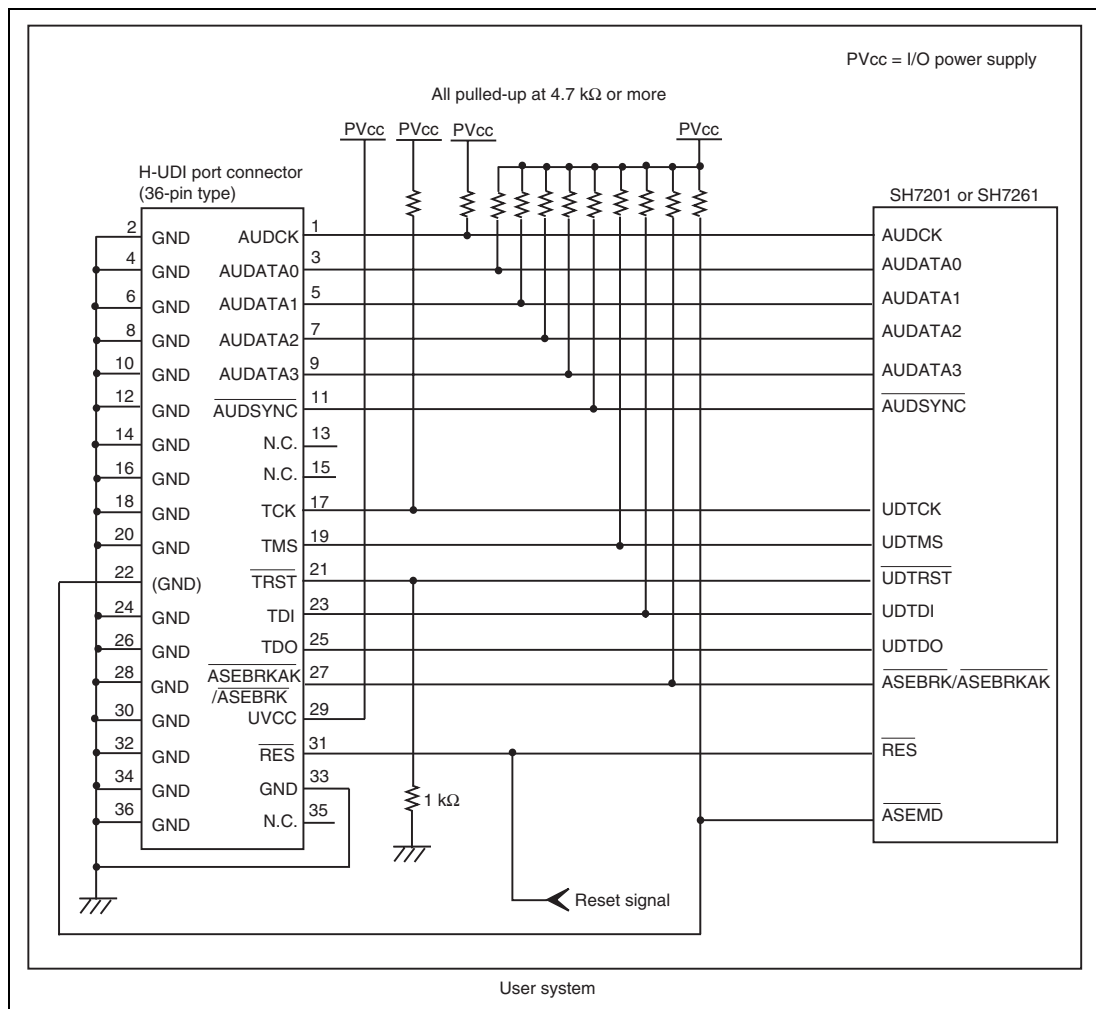 PVcc = I/O power supply
All pulled-up at 4.7 kΩ or more
PVcc PVcc PVcc PVcc
H-UDI port connector
(36-pin type)
SH7201 or SH7261
2 GND AUDCK 1 AUDCK
4 GND AUDATA0 3 AUDATA0
6 GND AUDATA1 5 AUDATA1
8 GND AUDATA2 7 AUDATA2
10 GND AUDATA3 9 AUDATA3
12 GND AUDSYNC 11 AUDSYNC
14 GND N.C. 13
16 GND N.C. 15
18 GND TCK 17 UDTCK
20 GND TMS 19 UDTMS
22 (GND) TRST 21 UDTRST
24 GND TDI 23 UDTDI
26 GND TDO 25 UDTDO
28 GND ASEBRKAK 27 ASEBRK/ASEBRKAK
/ASEBRK
30 GND UVCC 29
32 GND RES 31 RES
34 GND GND 33
1 kΩ
36 GND N.C. 35
ASEMD
Reset signal
User system